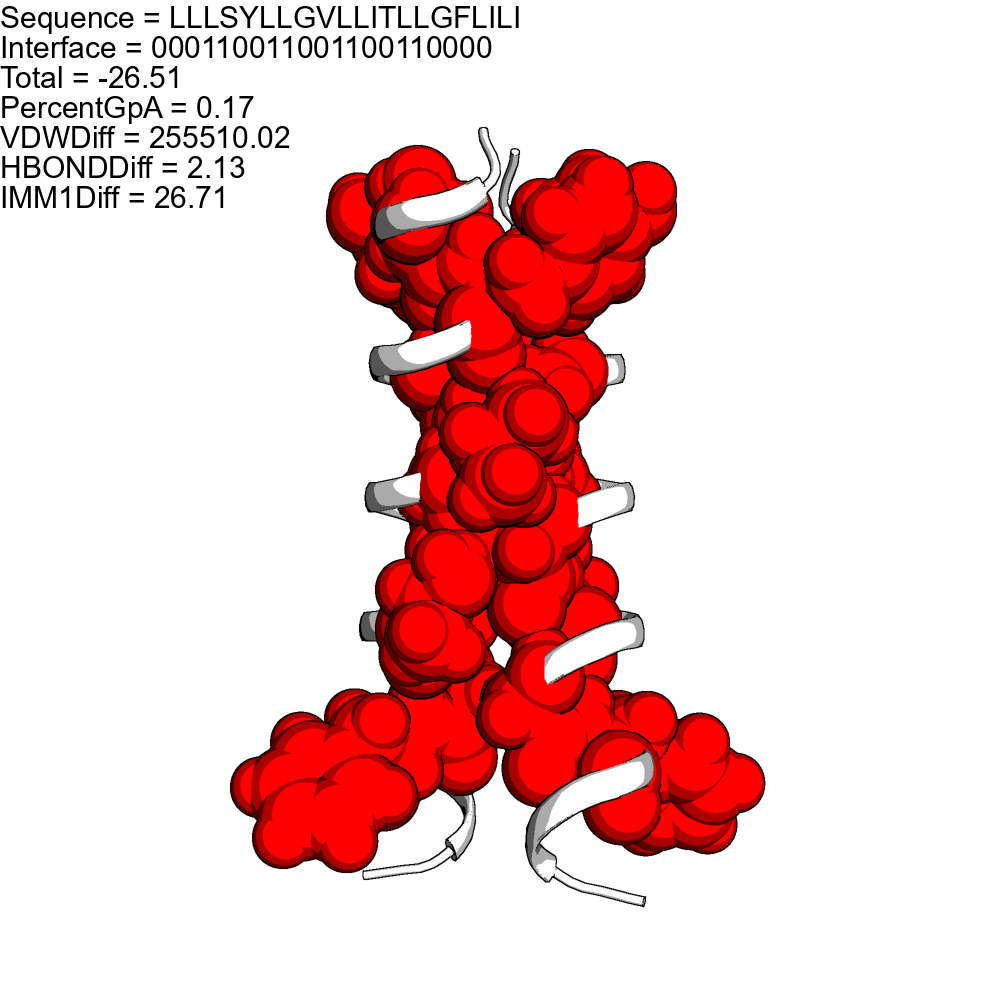 Sequence = LLLSYLLGVLLITLLGFLILI
Interface = 000110011001100110000
Total = -26.51
PercentGpA = 0.17
VDWDiff = 255510.02
HBONDDiff = 2.13
IMM1Diff = 26.71